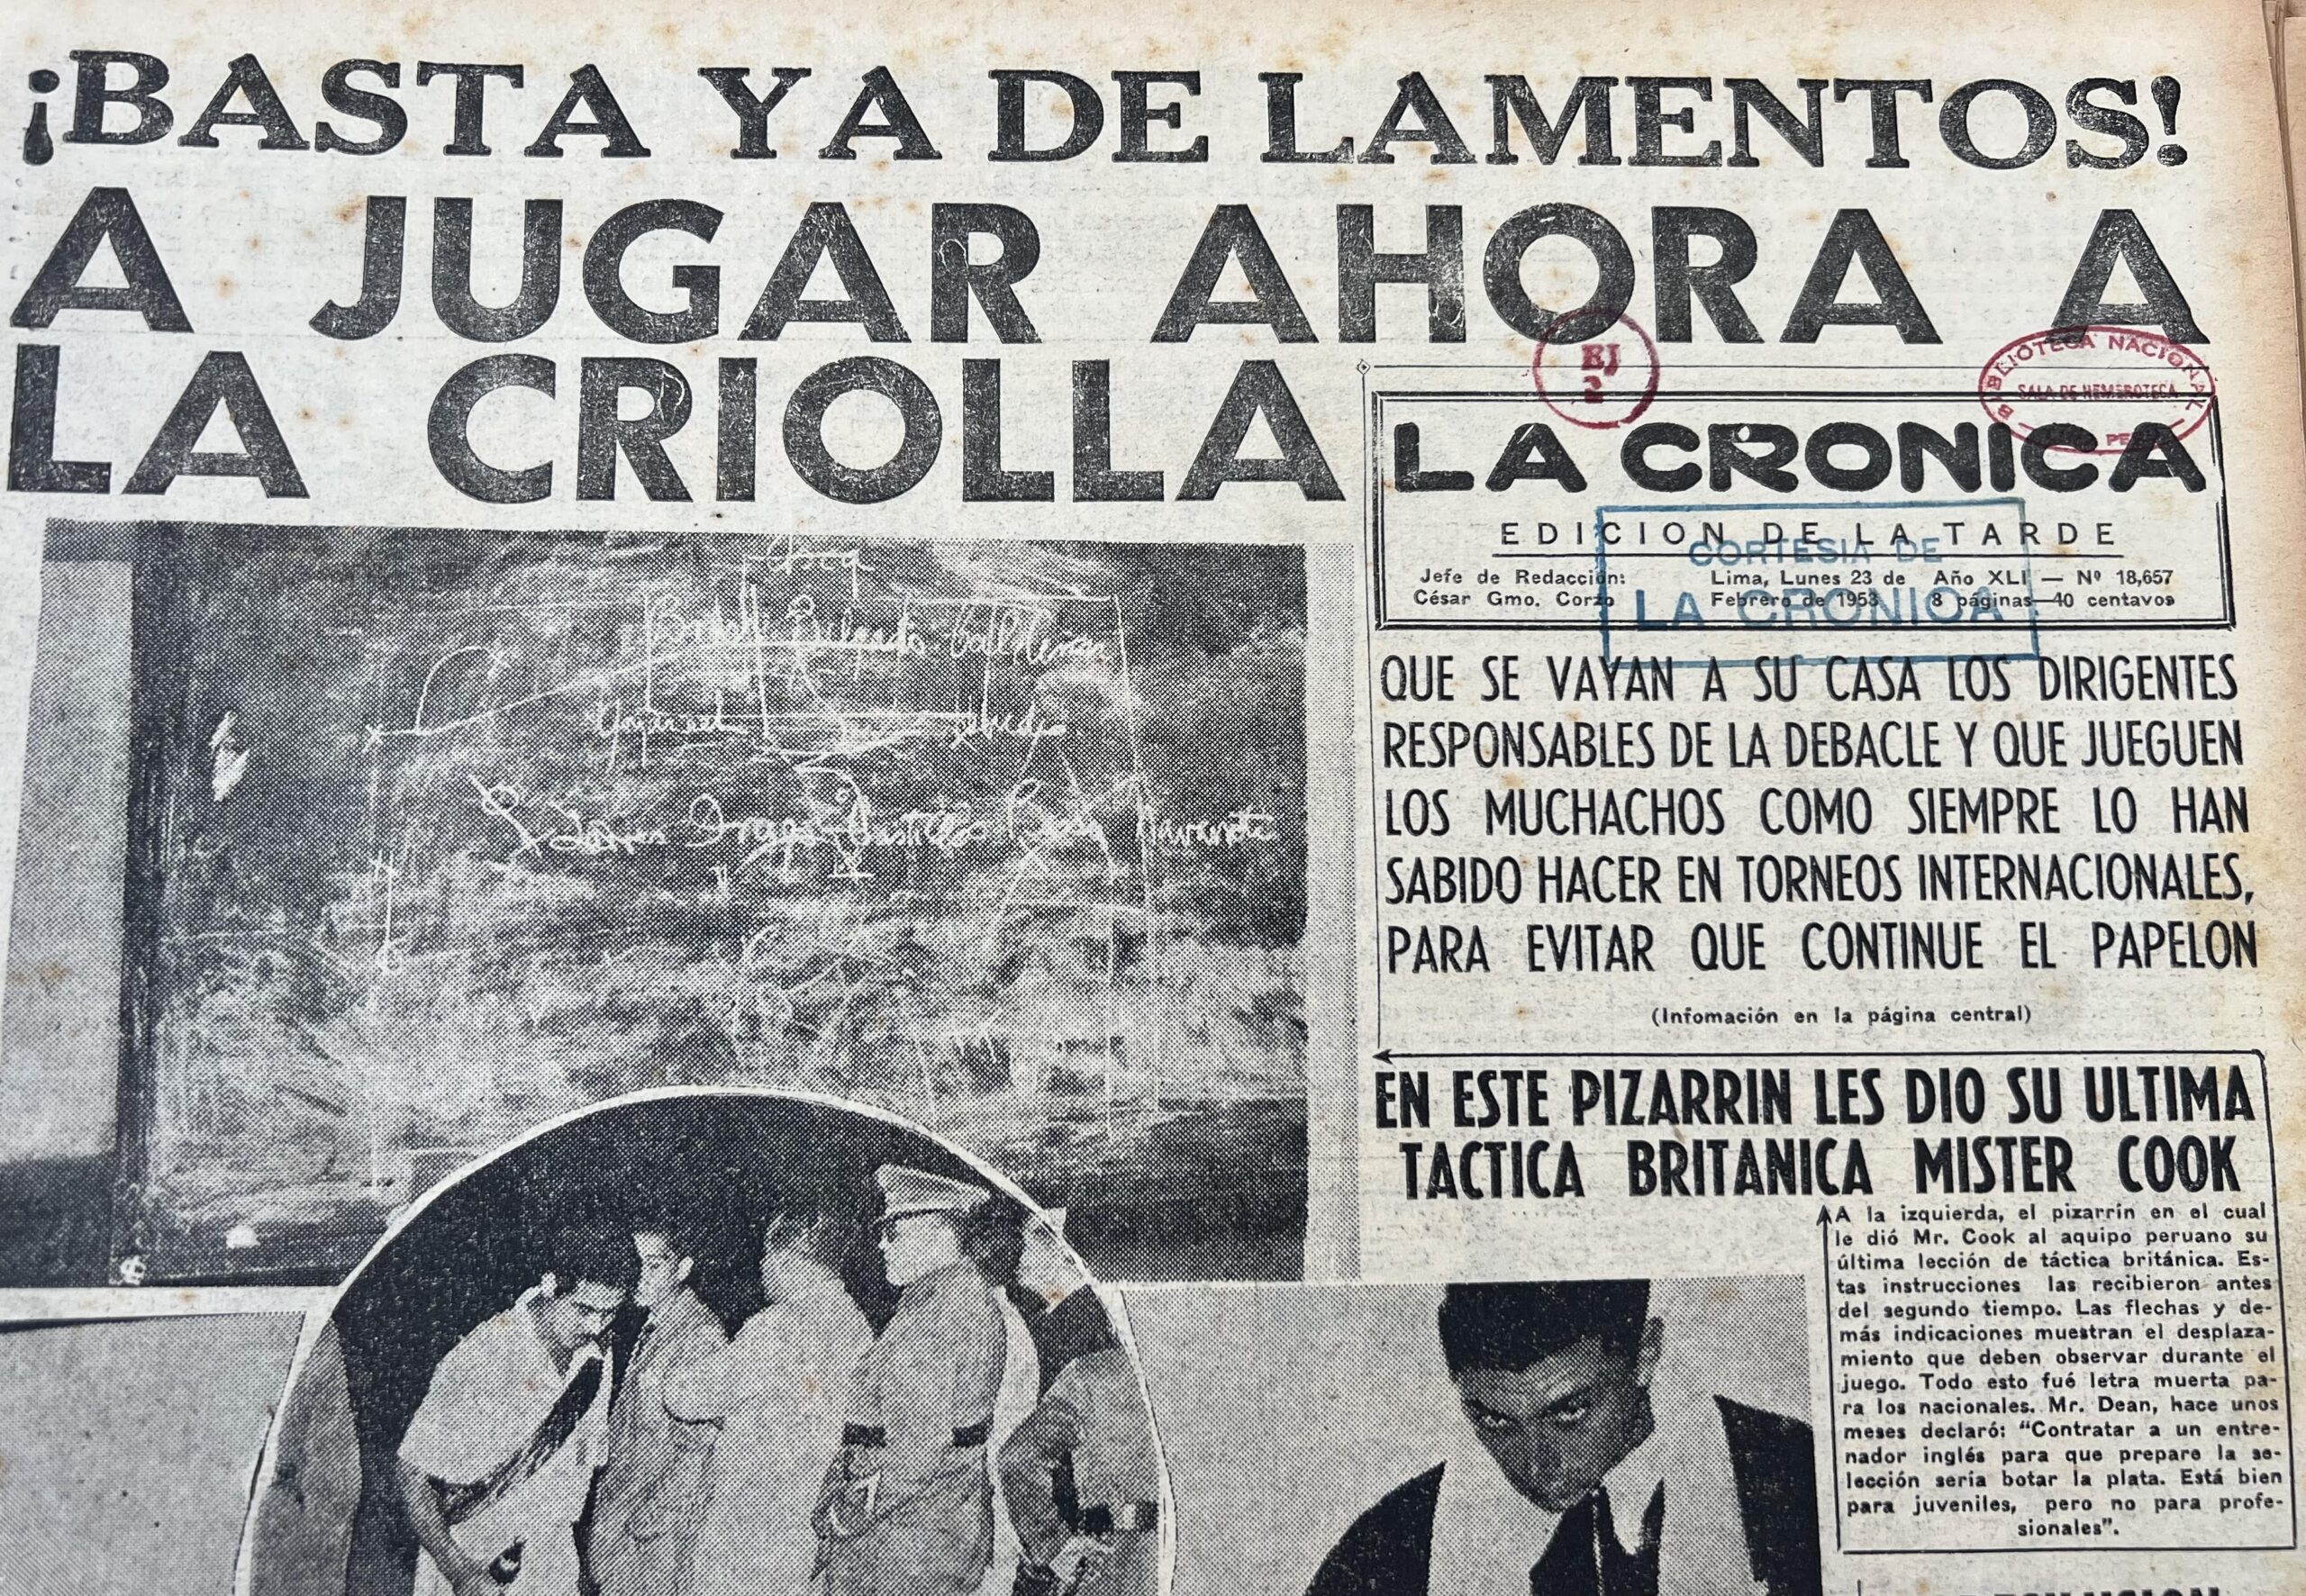 ¡BASTA YA DE LAMENTOS!
A JUGAR AHORA A
LA CRIOLLA
BJ
2
BIBLIOTECA NACIONAL
SALA DE HEMEROTECA
PERU
LA CRONICA
EDICION DE LA TARDE
CORTESIA DE
LA CRONICA
Jefe de Redacción:
César Gmo. Corzo
Lima, Lunes 23 de
Febrero de 1953
Año XLI — Nº 18,657
8 páginas—40 centavos
QUE SE VAYAN A SU CASA LOS DIRIGENTES
RESPONSABLES DE LA DEBACLE Y QUE JUEGUEN
LOS MUCHACHOS COMO SIEMPRE LO HAN
SABIDO HACER EN TORNEOS INTERNACIONALES,
PARA EVITAR QUE CONTINUE EL PAPELON
(Infomación en la página central)
EN ESTE PIZARRIN LES DIO SU ULTIMA
TACTICA BRITANICA MISTER COOK
A la izquierda, el pizarrín en el cual
le dió Mr. Cook al aquipo peruano su
última lección de táctica británica. Es-
tas instrucciones las recibieron antes
del segundo tiempo. Las flechas y de-
más indicaciones muestran el desplaza-
miento que deben observar durante el
juego. Todo esto fué letra muerta pa-
ra los nacionales. Mr. Dean, hace unos
meses declaró: “Contratar a un entre-
nador inglés para que prepare la se-
lección sería botar la plata. Está bien
para juveniles, pero no para profe-
sionales”.